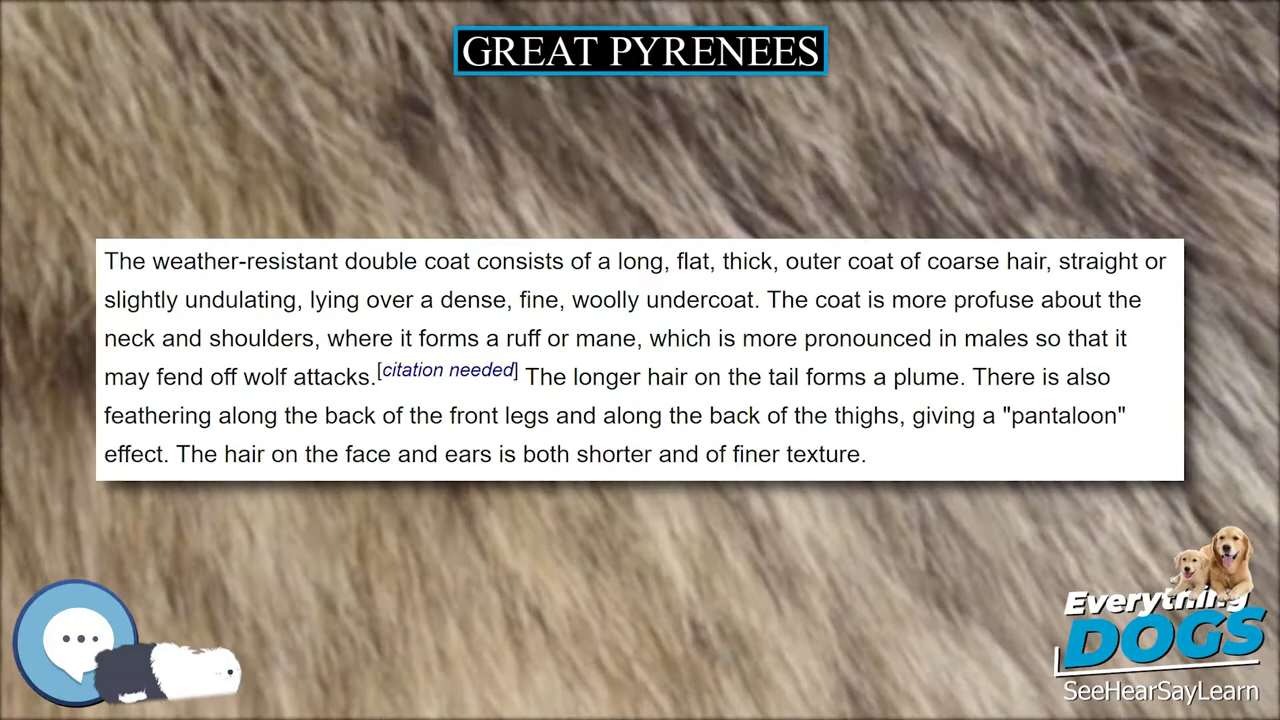 GREAT PYRENEES
The weather-resistant double coat consists of a long, flat, thick, outer coat of coarse hair, straight or
slightly undulating, lying over a dense, fine, woolly undercoat. The coat is more profuse about the
neck and shoulders, where it forms a ruff or mane, which is more pronounced in males so that it
may fend off wolf attacks.[citation needed] The longer hair on the tail forms a plume. There is also
feathering along the back of the front legs and along the back of the thighs, giving a "pantaloon"
effect. The hair on the face and ears is both shorter and of finer texture.
Everything
DOGS
SeeHearSayLearn